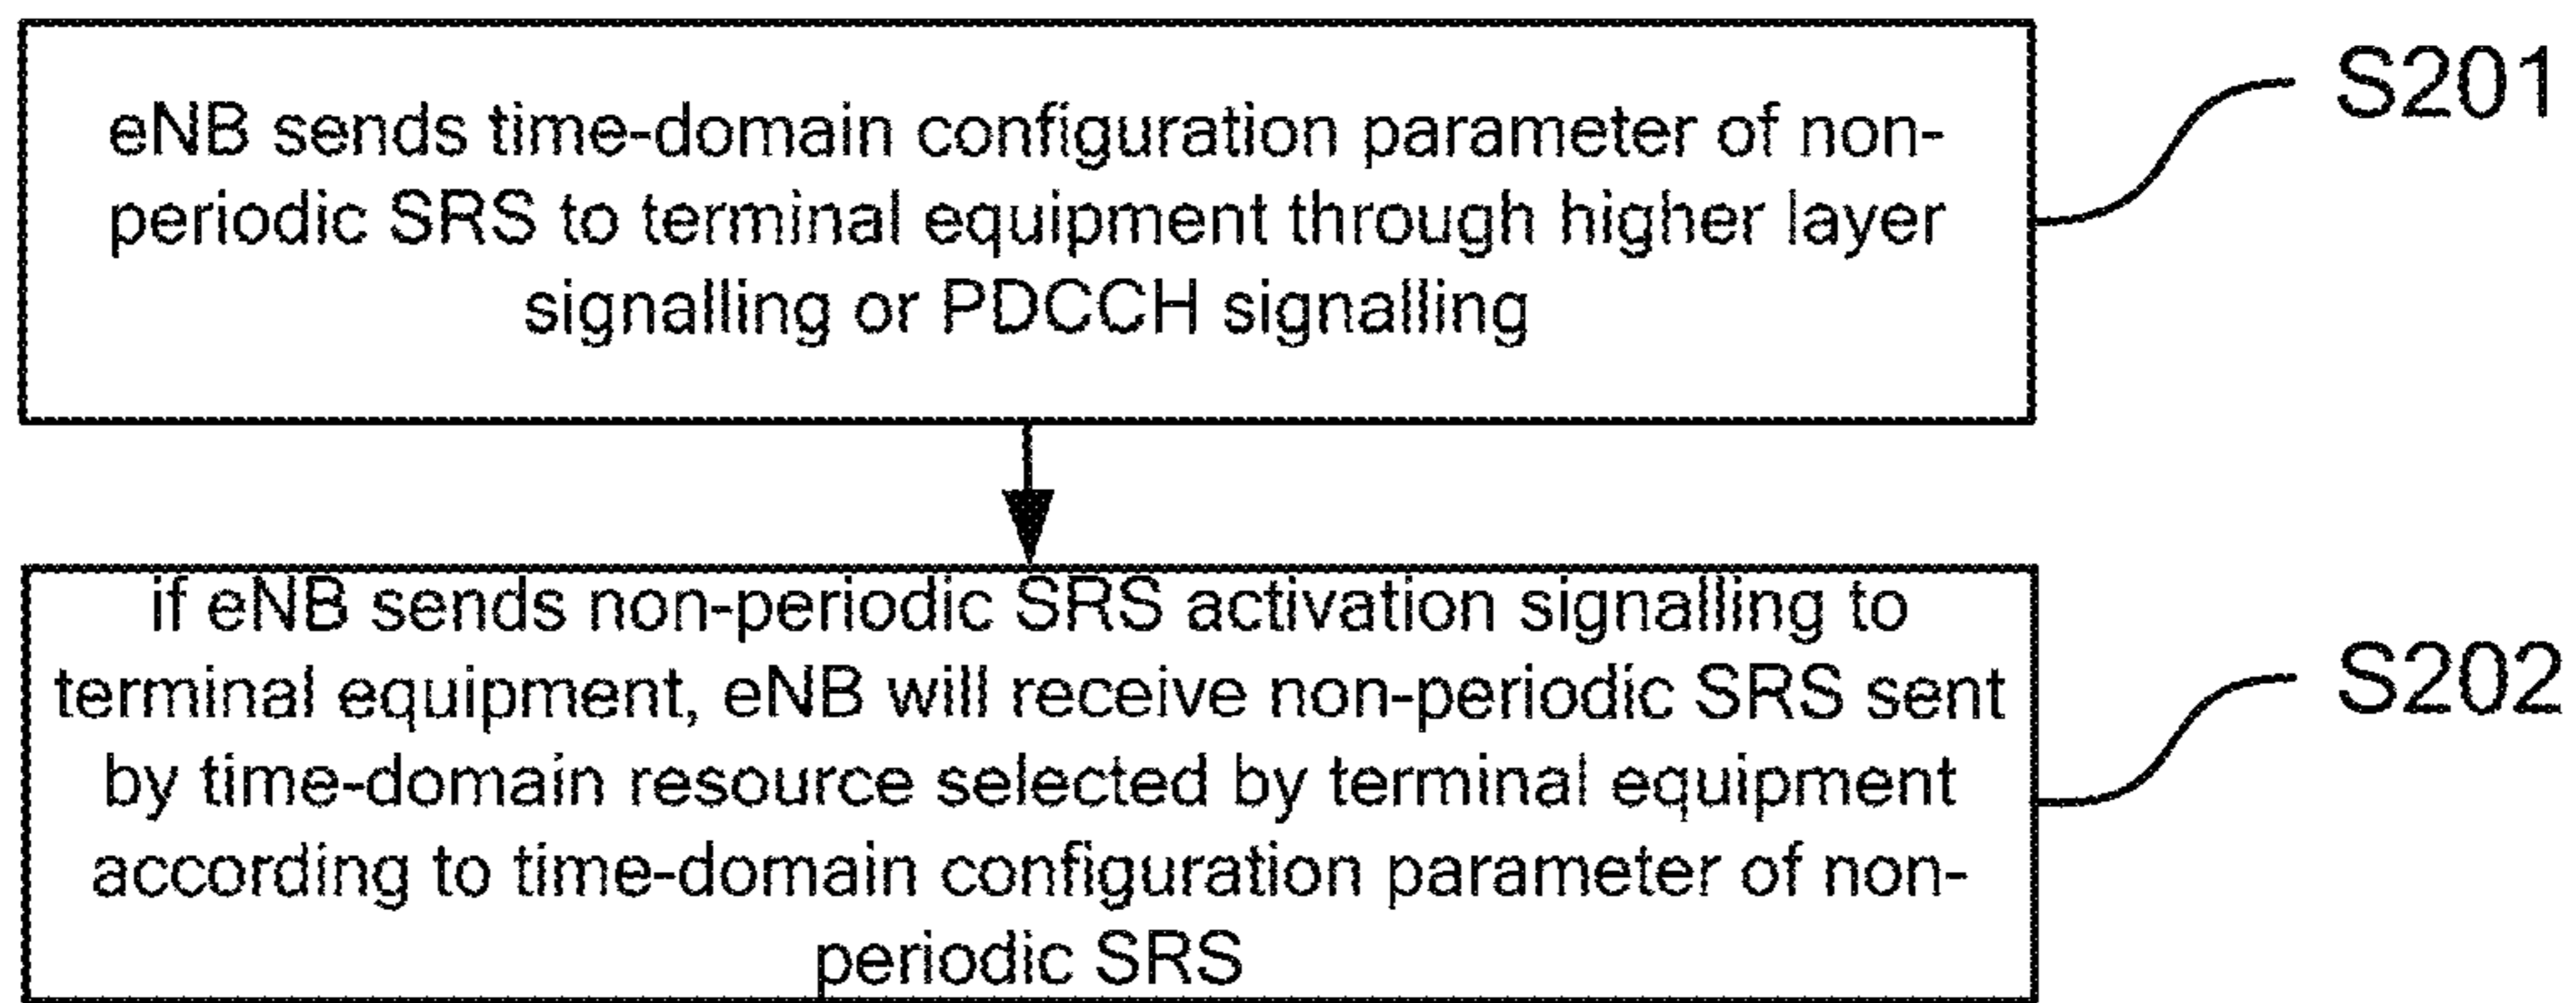 eNB sends time-domain configuration parameter of non-
periodic SRS to terminal equipment through higher layer
signalling or PDCCH signalling
S201
if eNB sends non-periodic SRS activation signalling to
terminal equipment, eNB will receive non-periodic SRS sent
by time-domain resource selected by terminal equipment
according to time-domain configuration parameter of non-
periodic SRS
S202